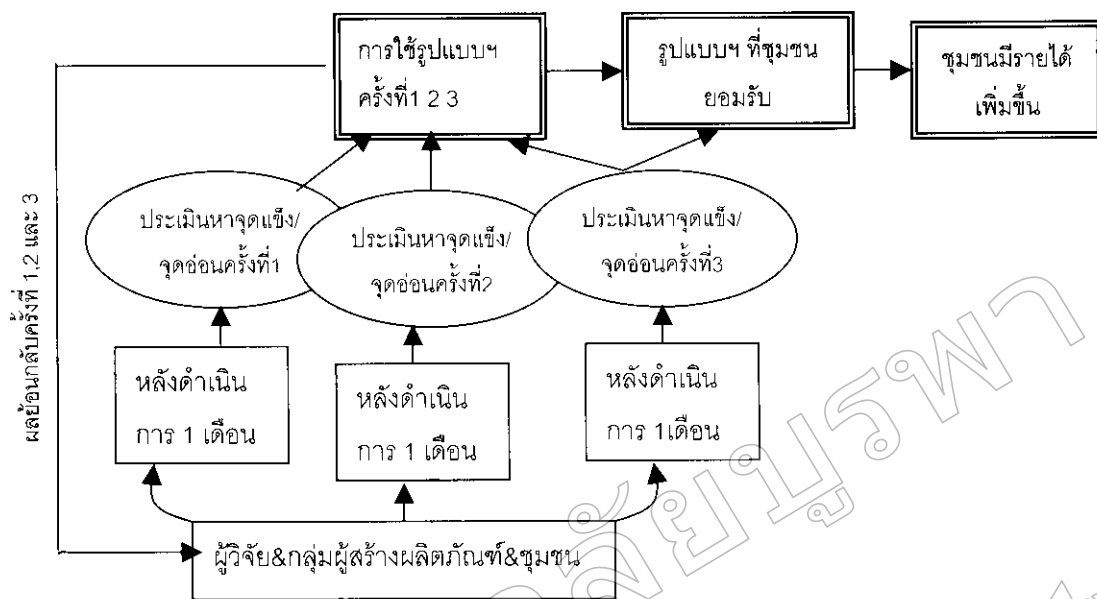 การใช้รูปแบบฯ
ครั้งที่1 2 3
รูปแบบฯ ที่ชุมชน
ยอมรับ
ชุมชนมีรายได้
เพิ่มขึ้น
ผลย้อนกลับครั้งที่ 1,2 และ 3
ประเมินหาจุดแข็ง/
จุดอ่อนครั้งที่1
ประเมินหาจุดแข็ง/
จุดอ่อนครั้งที่2
ประเมินหาจุดแข็ง/
จุดอ่อนครั้งที่3
หลังดำเนิน
การ 1 เดือน
หลังดำเนิน
การ 1 เดือน
หลังดำเนิน
การ 1เดือน
ผู้วิจัย&กลุ่มผู้สร้างผลิตภัณฑ์&ชุมชน
ลัยบูรพา